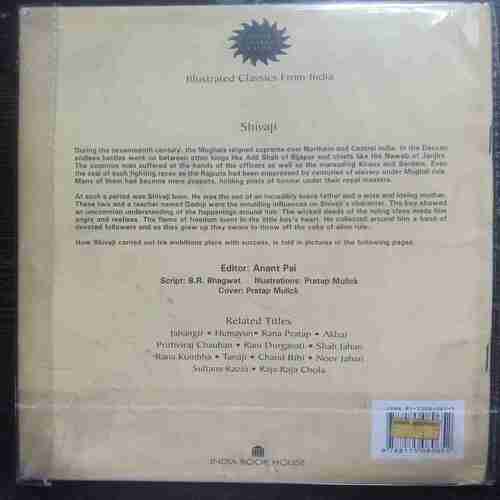 Illustrated Classics From India
Shivaji
During the seventeenth century, the Mughals reigned supreme over Northern and Central India. In the Deccan
endless battles went on between other kings like Adil Shah of Bijapur and chiefs like the Nawab of Janjira.
The common man suffered at the hands of the officers as well as the marauding Khans and Sardars. Even
the zeal of such fighting races as the Rajputs had been suppressed by centuries of slavery under Mughal rule.
Many of them had become mere puppets, holding posts of honour under their royal masters.
At such a period was Shivaji born. He was the son of an incredibly brave father and a wise and loving mother.
These two and a teacher named Dadoji were the moulding influences on Shivaji's character. The boy showed
an uncommon understanding of the happenings around him. The wicked deeds of the ruling class made him
angry and restless. The flame of freedom burnt in the little boy's heart. He collected around him a band of
devoted followers and as they grew up they swore to throw off the yoke of alien rule.
How Shivaji carried out his ambitious plans with success, is told in pictures in the following pages.
Editor: Anant Pai
Script: B.R. Bhagwat Illustrations: Pratap Mulick
Cover: Pratap Mulick
Related Titles
Jahangir • Humayun • Rana Pratap • Akbar
Prithviraj Chauhan • Rani Durgavati • Shah Jahan
Rana Kumbha • Tanaji • Chand Bibi • Noor Jahan
Sultana Razia • Raja Raja Chola
INDIA BOOK HOUSE